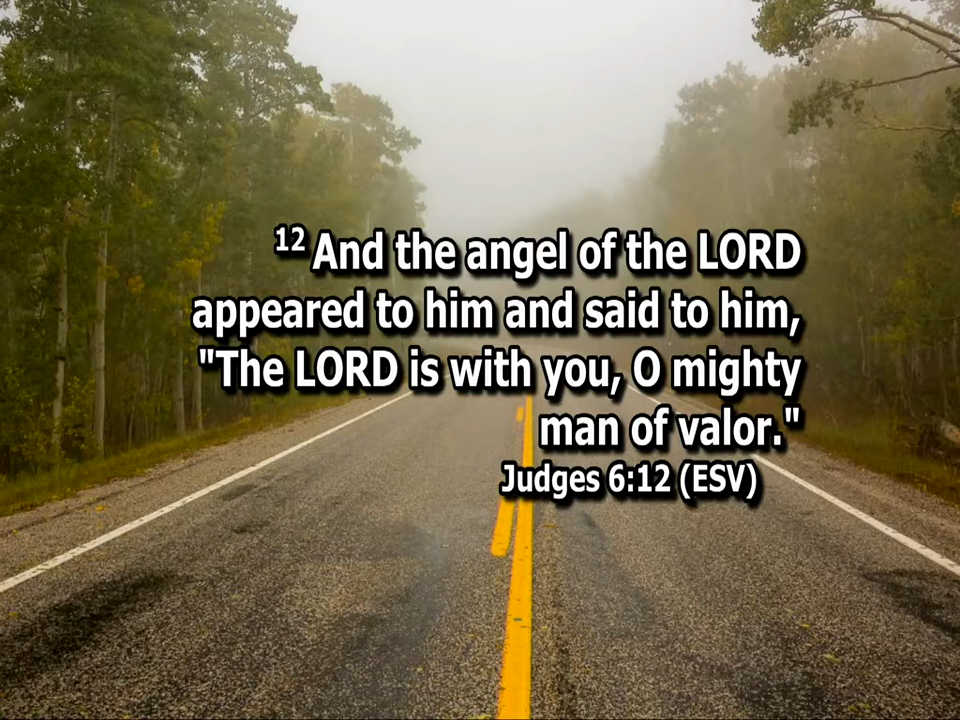 12 And the angel of the LORD
appeared to him and said to him,
"The LORD is with you, O mighty
man of valor."
Judges 6:12 (ESV)